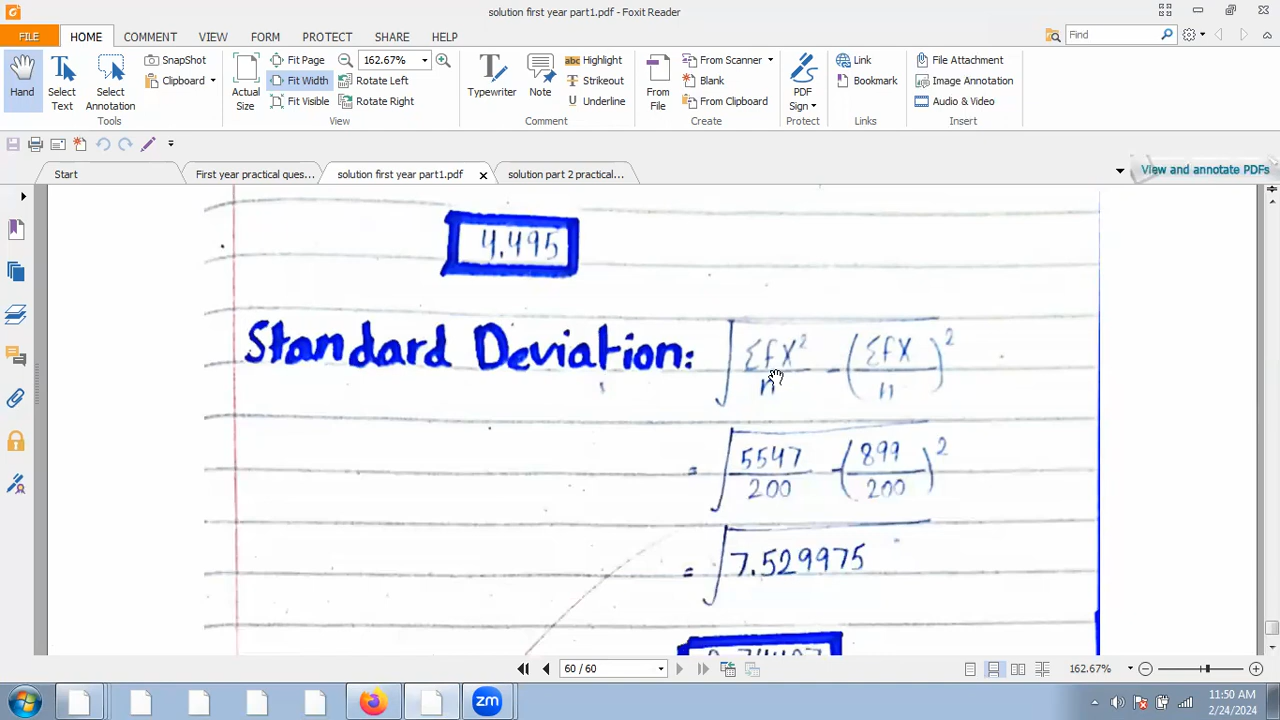 solution first year part1.pdf - Foxit Reader
FILE HOME COMMENT VIEW FORM PROTECT SHARE HELP
Find
Hand
Select Text
Select Annotation
SnapShot
Clipboard
Tools
Actual Size
Fit Page
Fit Width
Fit Visible
162.67%
Rotate Left
Rotate Right
View
Typewriter
Note
Highlight
Strikeout
Underline
Comment
From File
From Scanner
Blank
From Clipboard
Create
PDF Sign
Protect
Link
Bookmark
Links
File Attachment
Image Annotation
Audio & Video
Insert
Start
First year practical ques...
solution first year part1.pdf
solution part 2 practical...
View and annotate PDFs
4.495
Standard Deviation: √ ΣfX²/n - (ΣfX/n)²
= √ 5547/200 - (899/200)²
= √ 7.529975
60 / 60
162.67%
zm
11:50 AM
2/24/2024